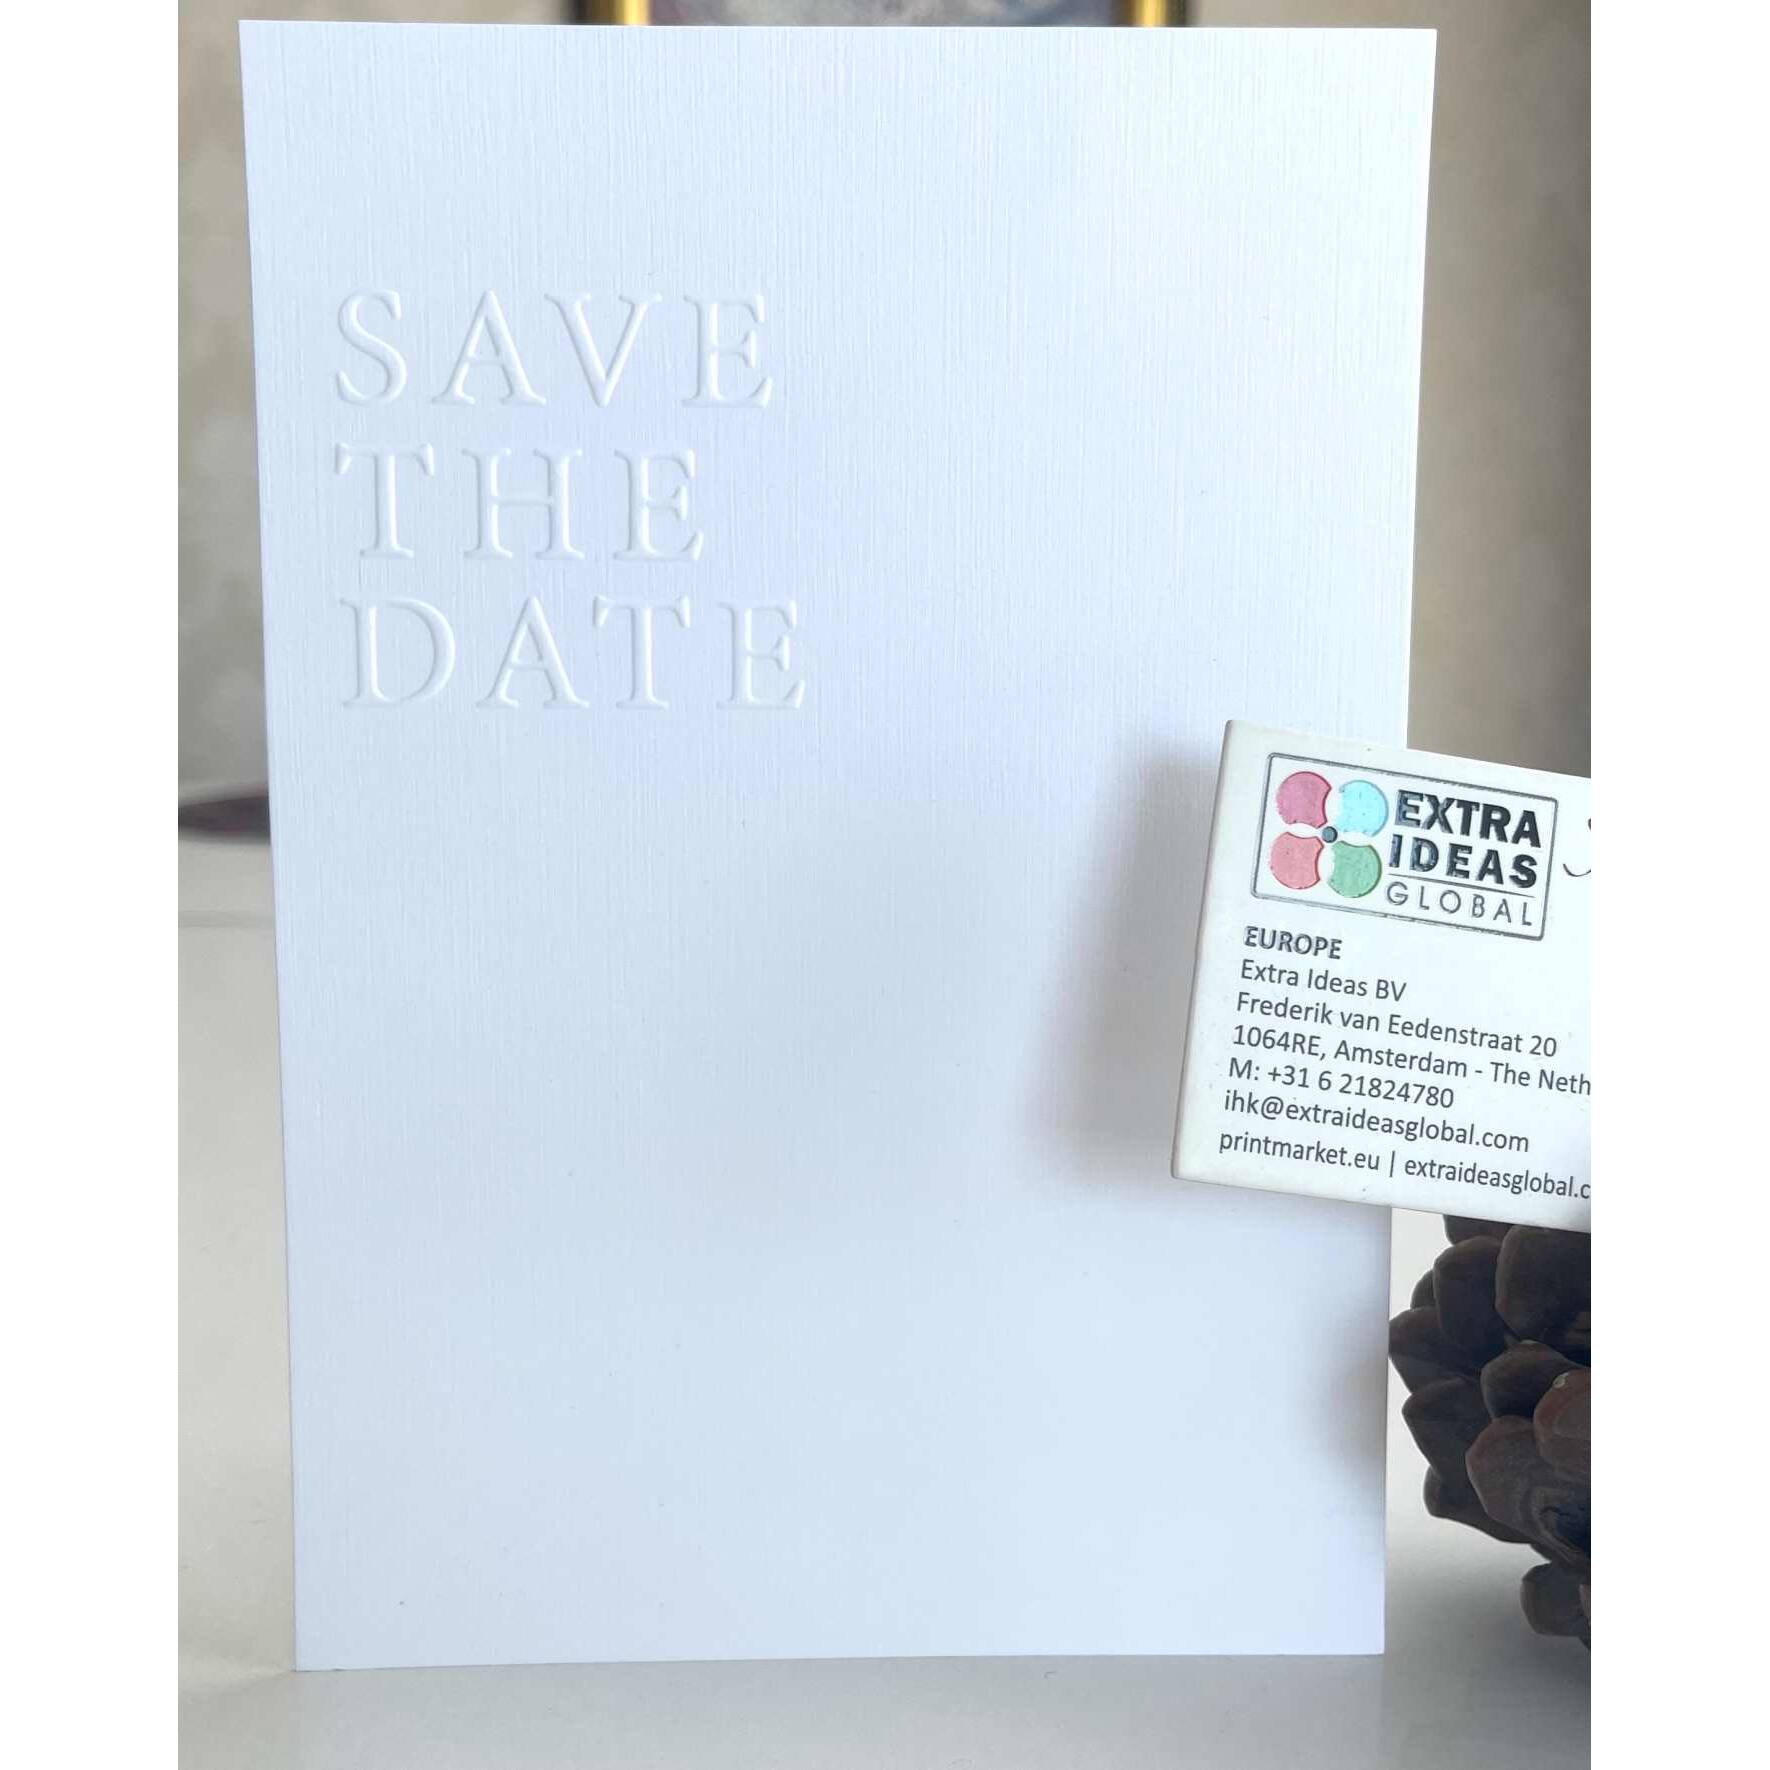 SAVE
THE
DATE
EXTRA
IDEAS
GLOBAL
EUROPE
Extra Ideas BV
Frederik van Eedenstraat 20
1064RE, Amsterdam - The Neth
M: +31 6 21824780
ihk@extraideasglobal.com
printmarket.eu | extraideasglobal.c